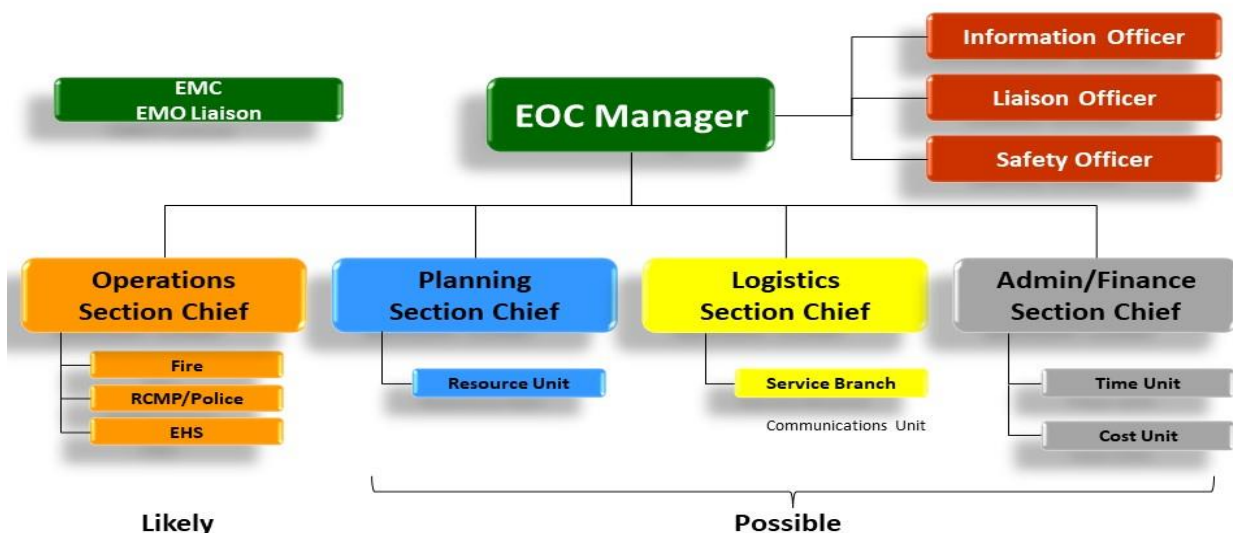 EMC
EMO Liaison
EOC Manager
Information Officer
Liaison Officer
Safety Officer
Operations
Section Chief
Fire
RCMP/Police
EHS
Planning
Section Chief
Resource Unit
Logistics
Section Chief
Service Branch
Communications Unit
Admin/Finance
Section Chief
Time Unit
Cost Unit
Likely
Possible